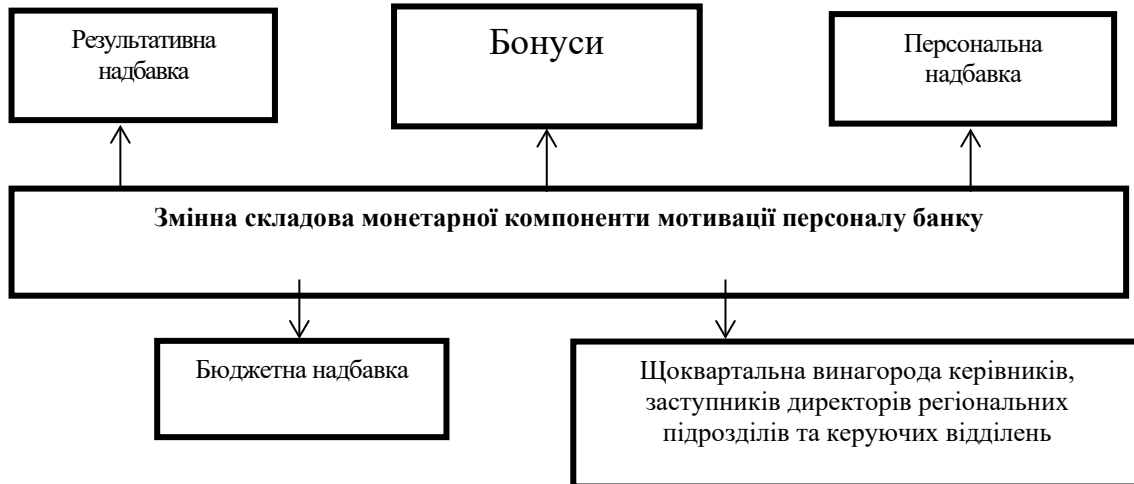 Результативна
надбавка
Бонуси
Персональна
надбавка
Змінна складова монетарної компоненти мотивації персоналу банку
Бюджетна надбавка
Щоквартальна винагорода керівників,
заступників директорів регіональних
підрозділів та керуючих відділень